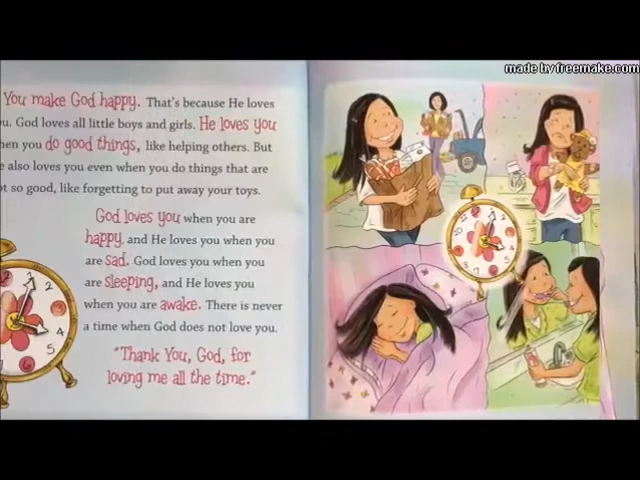 made by freemake.com
You make God happy. That's because He loves
u. God loves all little boys and girls. He loves you
hen you do good things, like helping others. But
e also loves you even when you do things that are
ot so good, like forgetting to put away your toys.
God loves you when you are
happy, and He loves you when you
are sad. God loves you when you
are sleeping, and He loves you
when you are awake. There is never
a time when God does not love you.
"Thank You, God, for
loving me all the time."